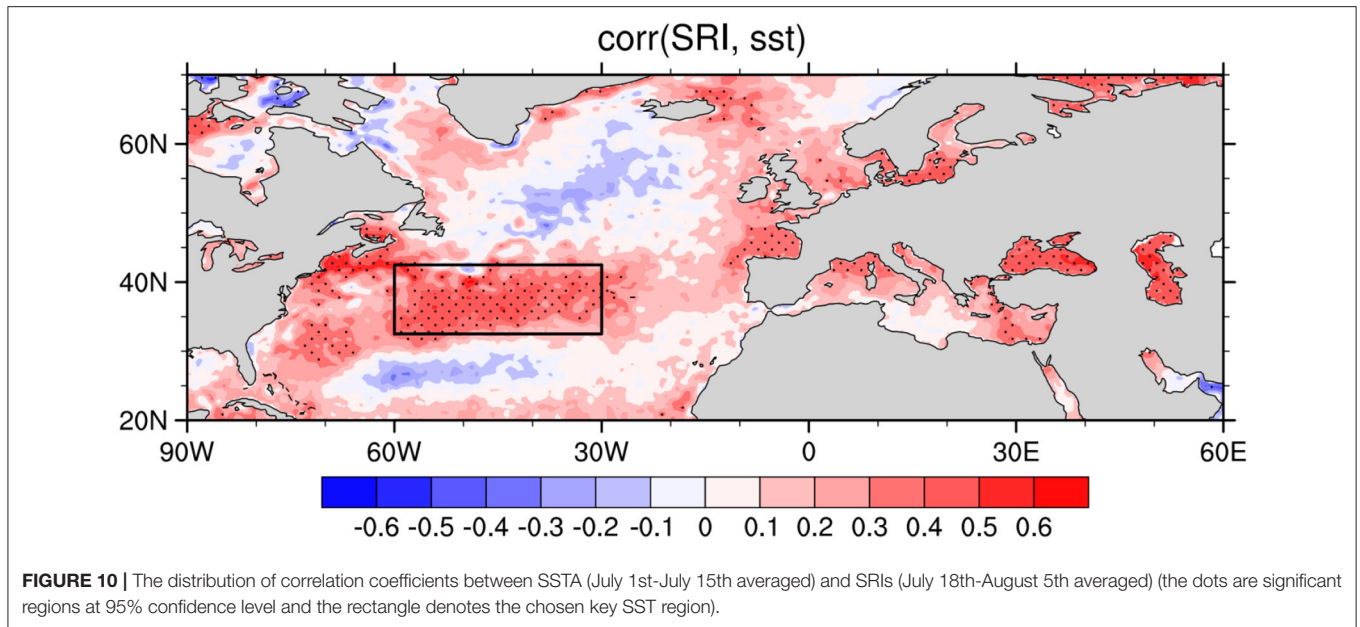 corr(SRI, sst)
60N
40N
20N
90W 60W 30W 0 30E 60E
-0.6 -0.5 -0.4 -0.3 -0.2 -0.1 0 0.1 0.2 0.3 0.4 0.5 0.6
FIGURE 10 | The distribution of correlation coefficients between SSTA (July 1st-July 15th averaged) and SRIs (July 18th-August 5th averaged) (the dots are significant
regions at 95% confidence level and the rectangle denotes the chosen key SST region).